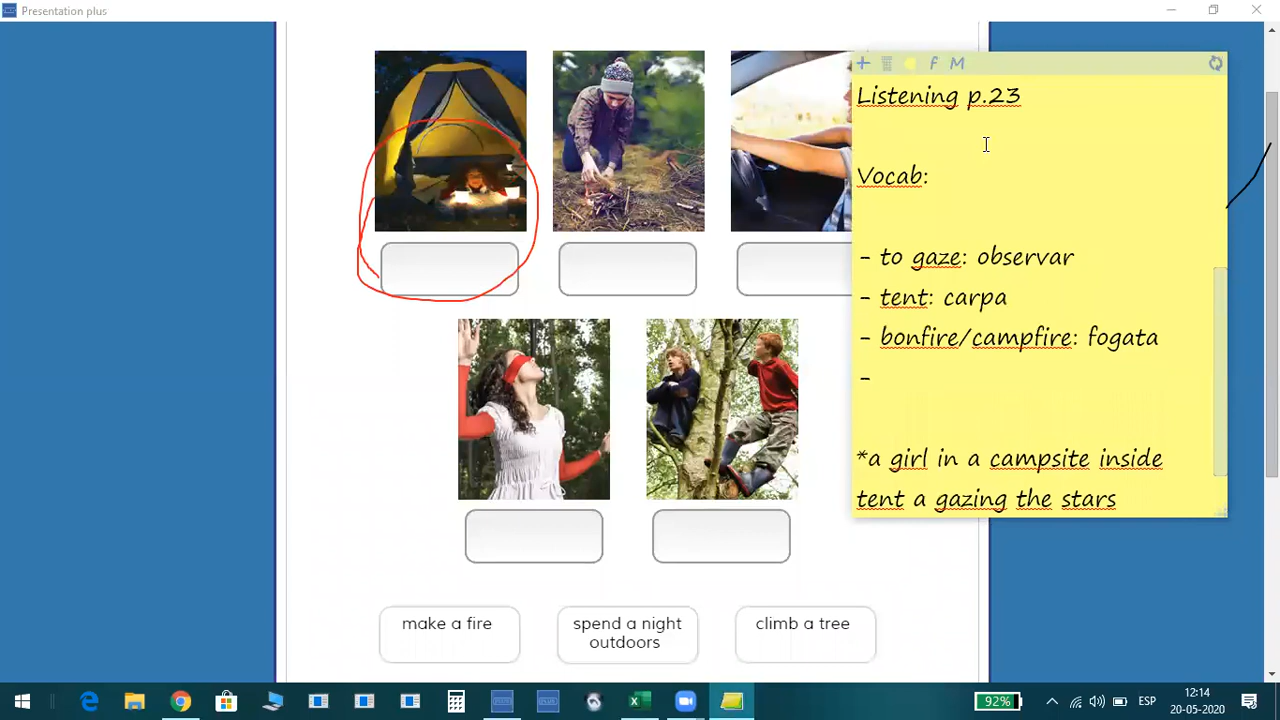 Presentation plus
Listening p.23
Vocab:
- to gaze: observar
- tent: carpa
- bonfire/campfire: fogata
-
*a girl in a campsite inside
tent a gazing the stars
make a fire
spend a night
outdoors
climb a tree
92%
ESP
12:14
20-05-2020